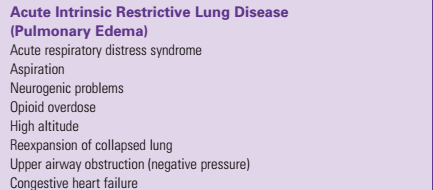 Acute Intrinsic Restrictive Lung Disease
(Pulmonary Edema)
Acute respiratory distress syndrome
Aspiration
Neurogenic problems
Opioid overdose
High altitude
Reexpansion of collapsed lung
Upper airway obstruction (negative pressure)
Congestive heart failure